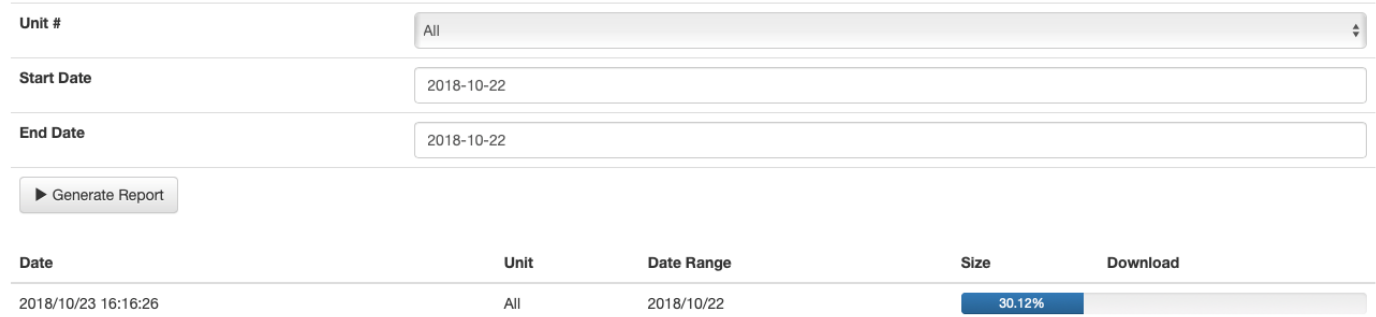 Unit # All
Start Date 2018-10-22
End Date 2018-10-22
Generate Report
Date Unit Date Range Size Download
2018/10/23 16:16:26 All 2018/10/22 30.12%